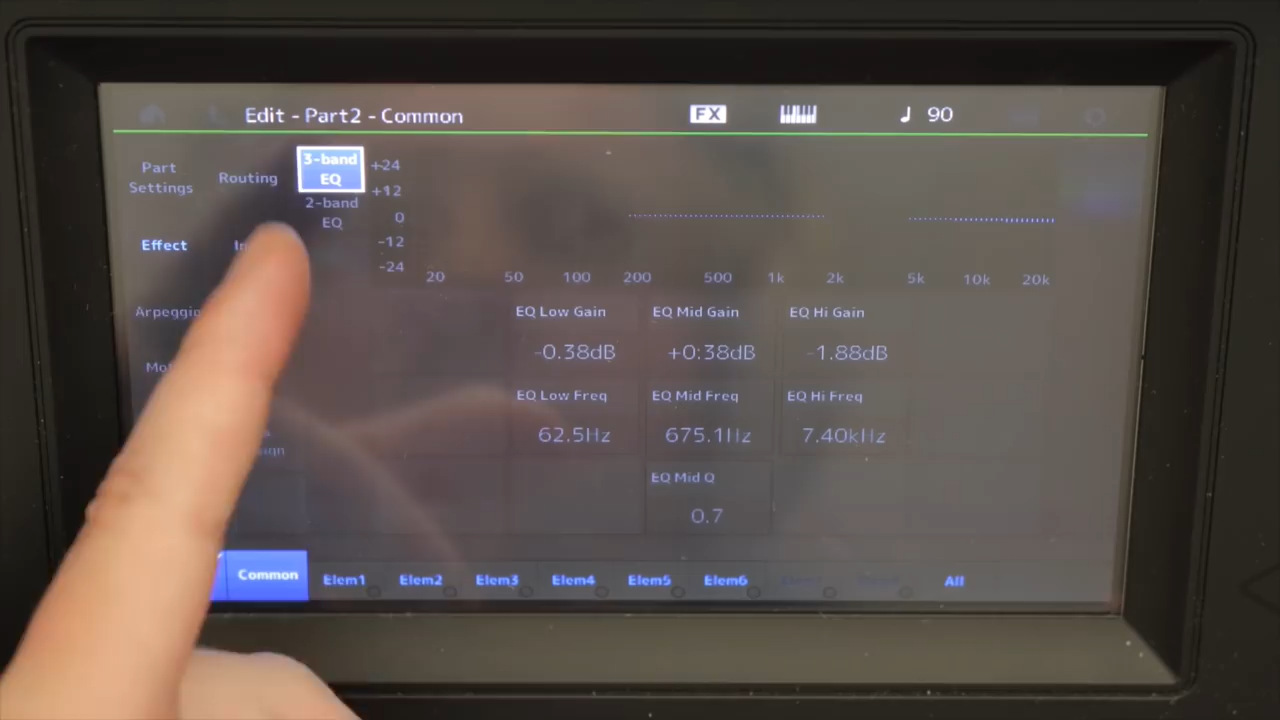 Edit - Part2 - Common
FX
90
Part
Settings
Routing
3-band
EQ
2-band
EQ
+24
+12
0
-12
-24
20
50
100
200
500
1k
2k
5k
10k
20k
Effect
EQ Low Gain
EQ Mid Gain
EQ Hi Gain
-0.38dB
+0:38dB
-1.88dB
EQ Low Freq
EQ Mid Freq
EQ Hi Freq
62.5Hz
675.1Hz
7.40kHz
EQ Mid Q
0.7
Common
Elem1
Elem2
Elem3
Elem4
Elem5
Elem6
All